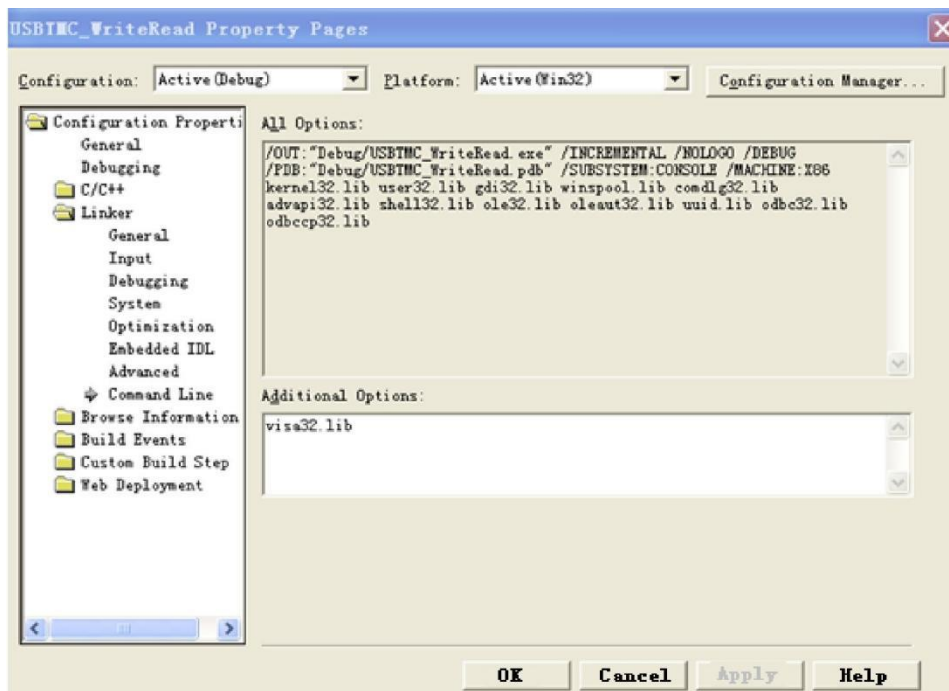 USBTMC_WriteRead Property Pages
Configuration: Active(Debug) Platform: Active(Win32) Configuration Manager...
Configuration Properti
General
Debugging
C/C++
Linker
General
Input
Debugging
System
Optimization
Embedded IDL
Advanced
Command Line
Browse Information
Build Events
Custom Build Step
Web Deployment
All Options:
/OUT:"Debug/USBTMC_WriteRead.exe" /INCREMENTAL /NOLOGO /DEBUG
/PDB:"Debug/USBTMC_WriteRead.pdb" /SUBSYSTEM:CONSOLE /MACHINE:X86
kernel32.lib user32.lib gdi32.lib winspool.lib comdlg32.lib
advapi32.lib shell32.lib ole32.lib oleaut32.lib uuid.lib odbc32.lib
odbccp32.lib
Additional Options:
visa32.lib
OK Cancel Apply Help